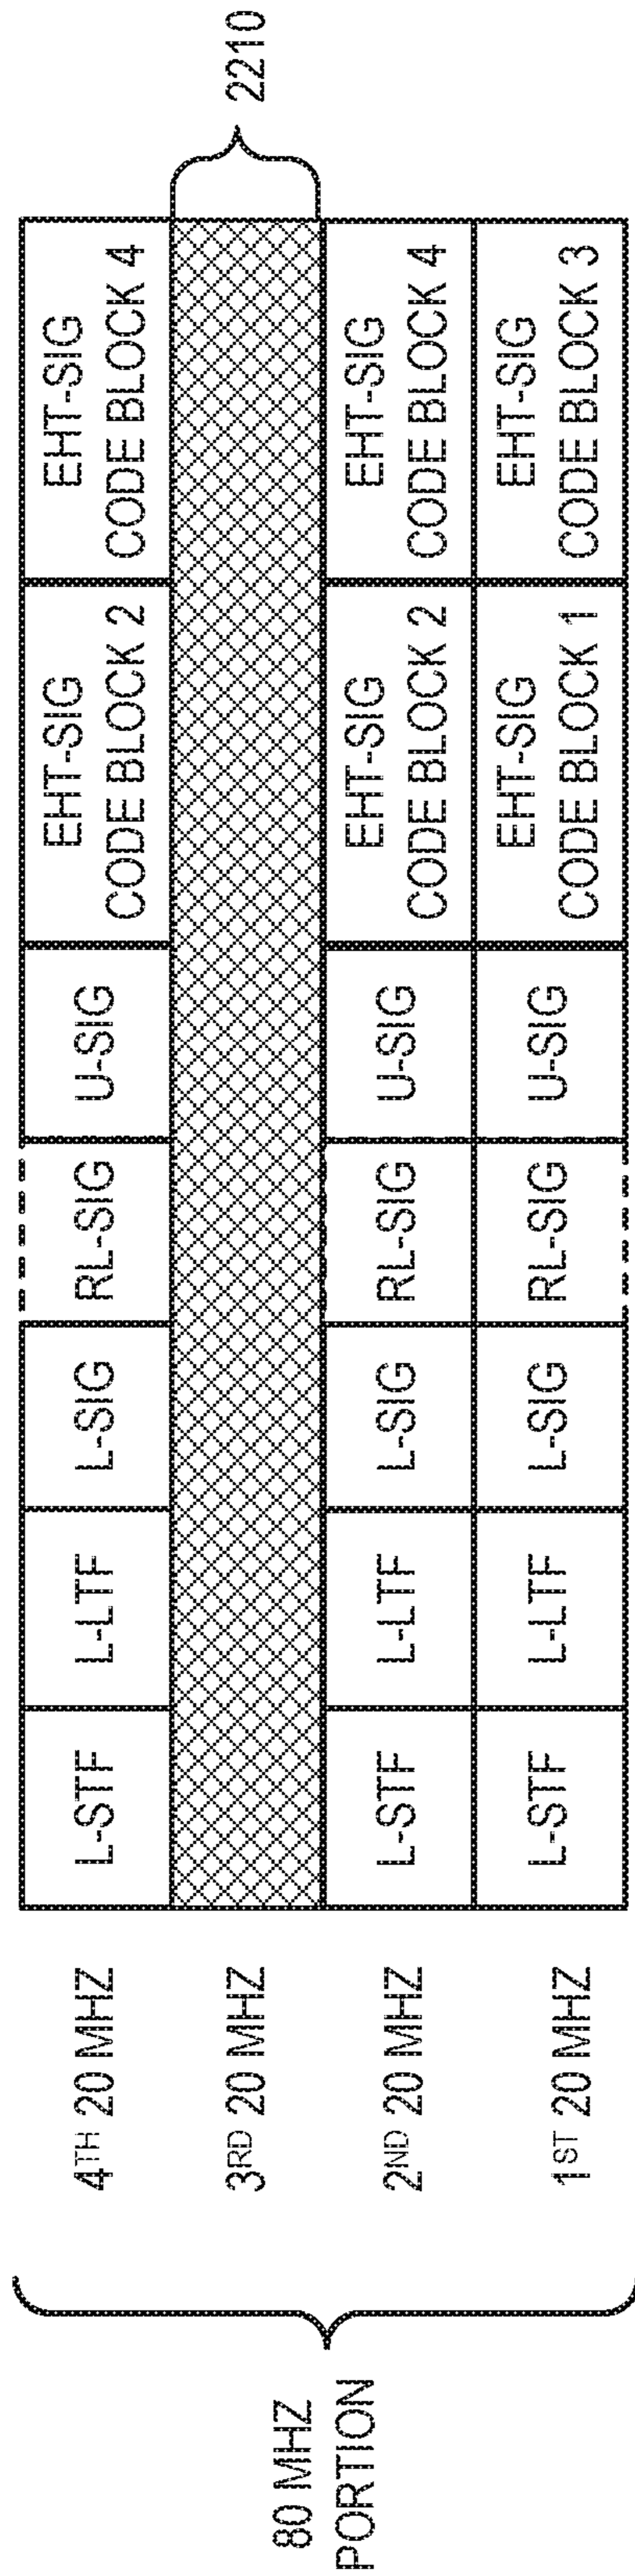 80 MHZ
PORTION
4TH 20 MHZ
L-STF
L-LTF
L-SIG
RL-SIG
U-SIG
EHT-SIG
CODE BLOCK 2
EHT-SIG
CODE BLOCK 4
3RD 20 MHZ
2210
2ND 20 MHZ
L-STF
L-LTF
L-SIG
RL-SIG
U-SIG
EHT-SIG
CODE BLOCK 2
EHT-SIG
CODE BLOCK 4
1ST 20 MHZ
L-STF
L-LTF
L-SIG
RL-SIG
U-SIG
EHT-SIG
CODE BLOCK 1
EHT-SIG
CODE BLOCK 3